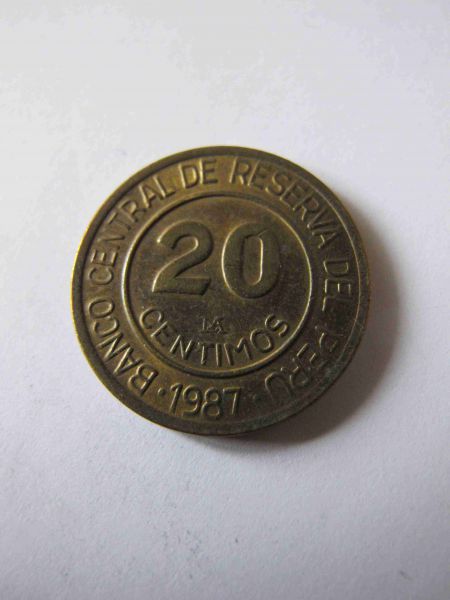 BANCO CENTRAL DE RESERVA DEL PERU
20
CENTIMOS
· 1987 ·